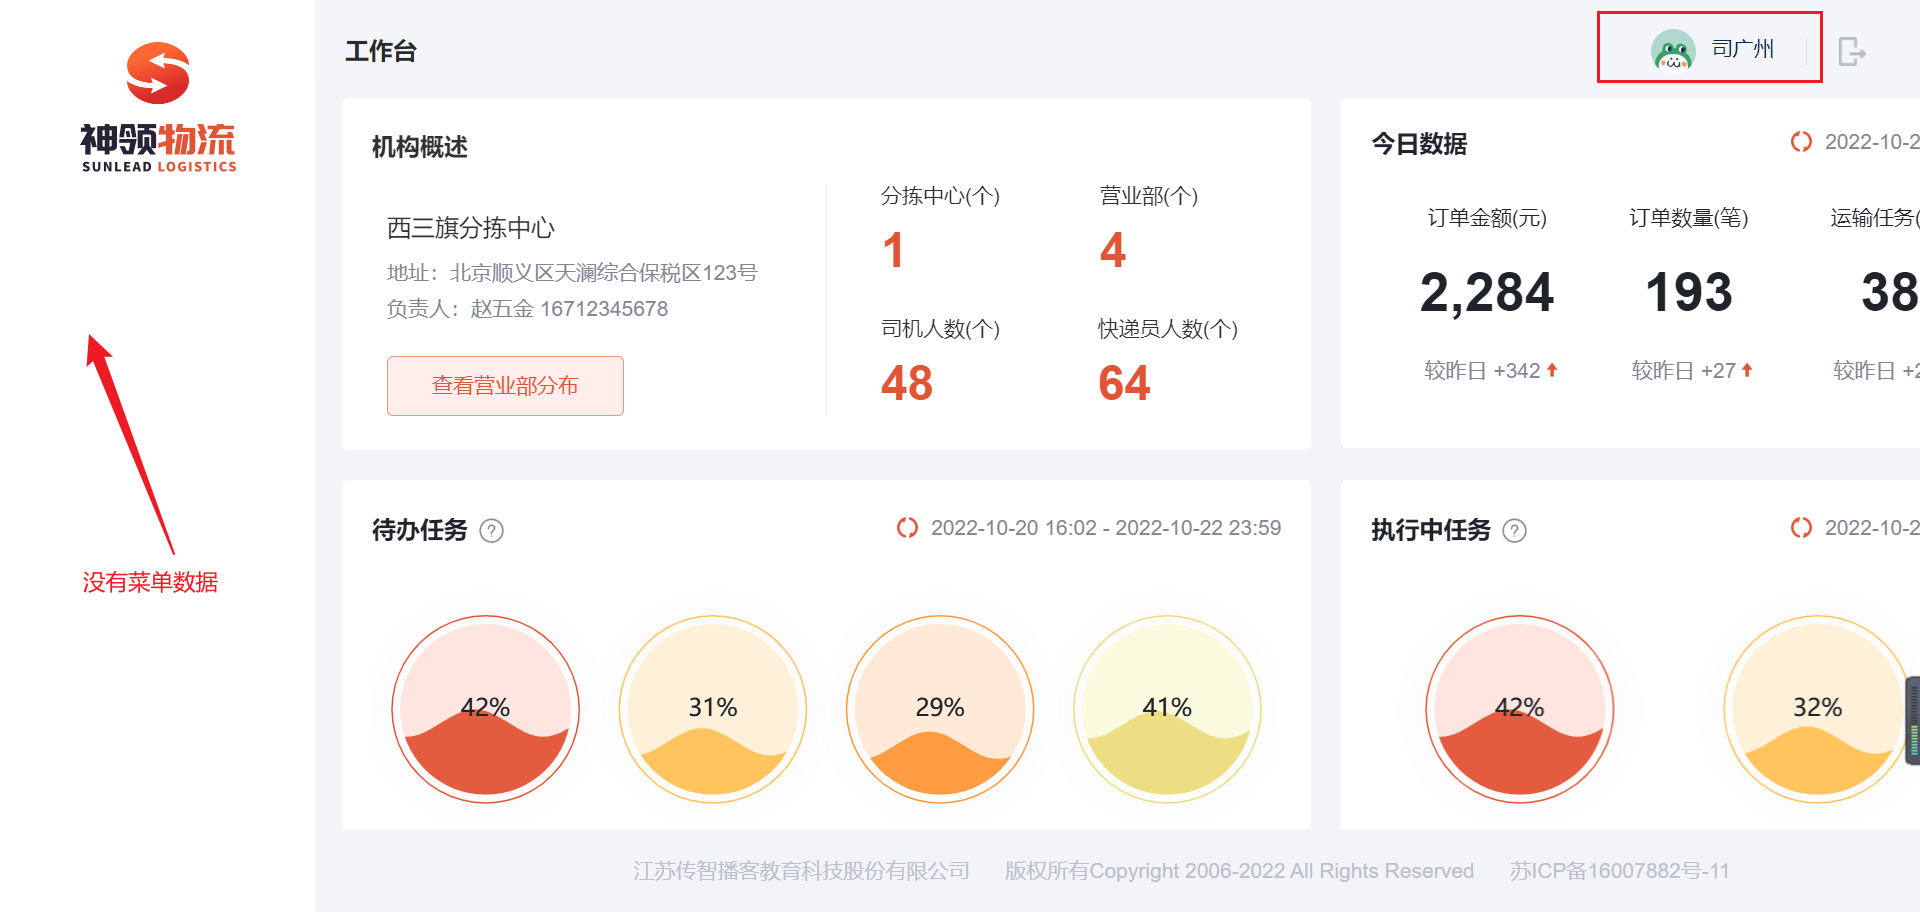 神领物流
SUNLEAD LOGISTICS
没有菜单数据
工作台
司广州
机构概述
西三旗分拣中心
地址：北京顺义区天澜综合保税区123号
负责人：赵五金 16712345678
查看营业部分布
分拣中心(个)
1
营业部(个)
4
司机人数(个)
48
快递员人数(个)
64
今日数据
2022-10-2
订单金额(元)
2,284
较昨日 +342
订单数量(笔)
193
较昨日 +27
运输任务(
38
较昨日 +2
待办任务 ?
2022-10-20 16:02 - 2022-10-22 23:59
42%
31%
29%
41%
执行中任务 ?
2022-10-2
42%
32%
江苏传智播客教育科技股份有限公司 版权所有Copyright 2006-2022 All Rights Reserved 苏ICP备16007882号-11